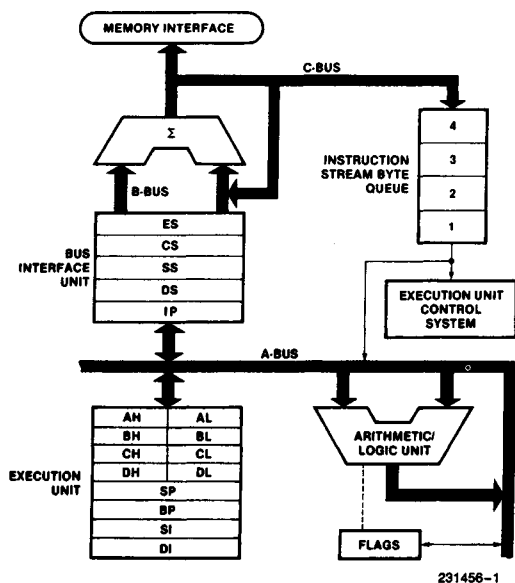 MEMORY INTERFACE
C-BUS
Σ
B-BUS
4
3
2
1
INSTRUCTION
STREAM BYTE
QUEUE
ES
CS
SS
DS
IP
BUS
INTERFACE
UNIT
EXECUTION UNIT
CONTROL
SYSTEM
A-BUS
AH AL
BH BL
CH CL
DH DL
SP
BP
SI
DI
EXECUTION
UNIT
ARITHMETIC/
LOGIC UNIT
FLAGS
231456-1